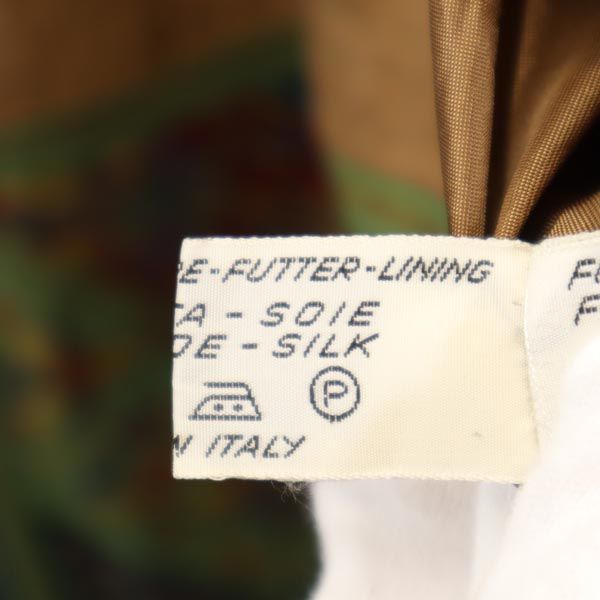 RE-FUTTER-LINING
TA - SOIE
DE - SILK
P
N ITALY
F
F